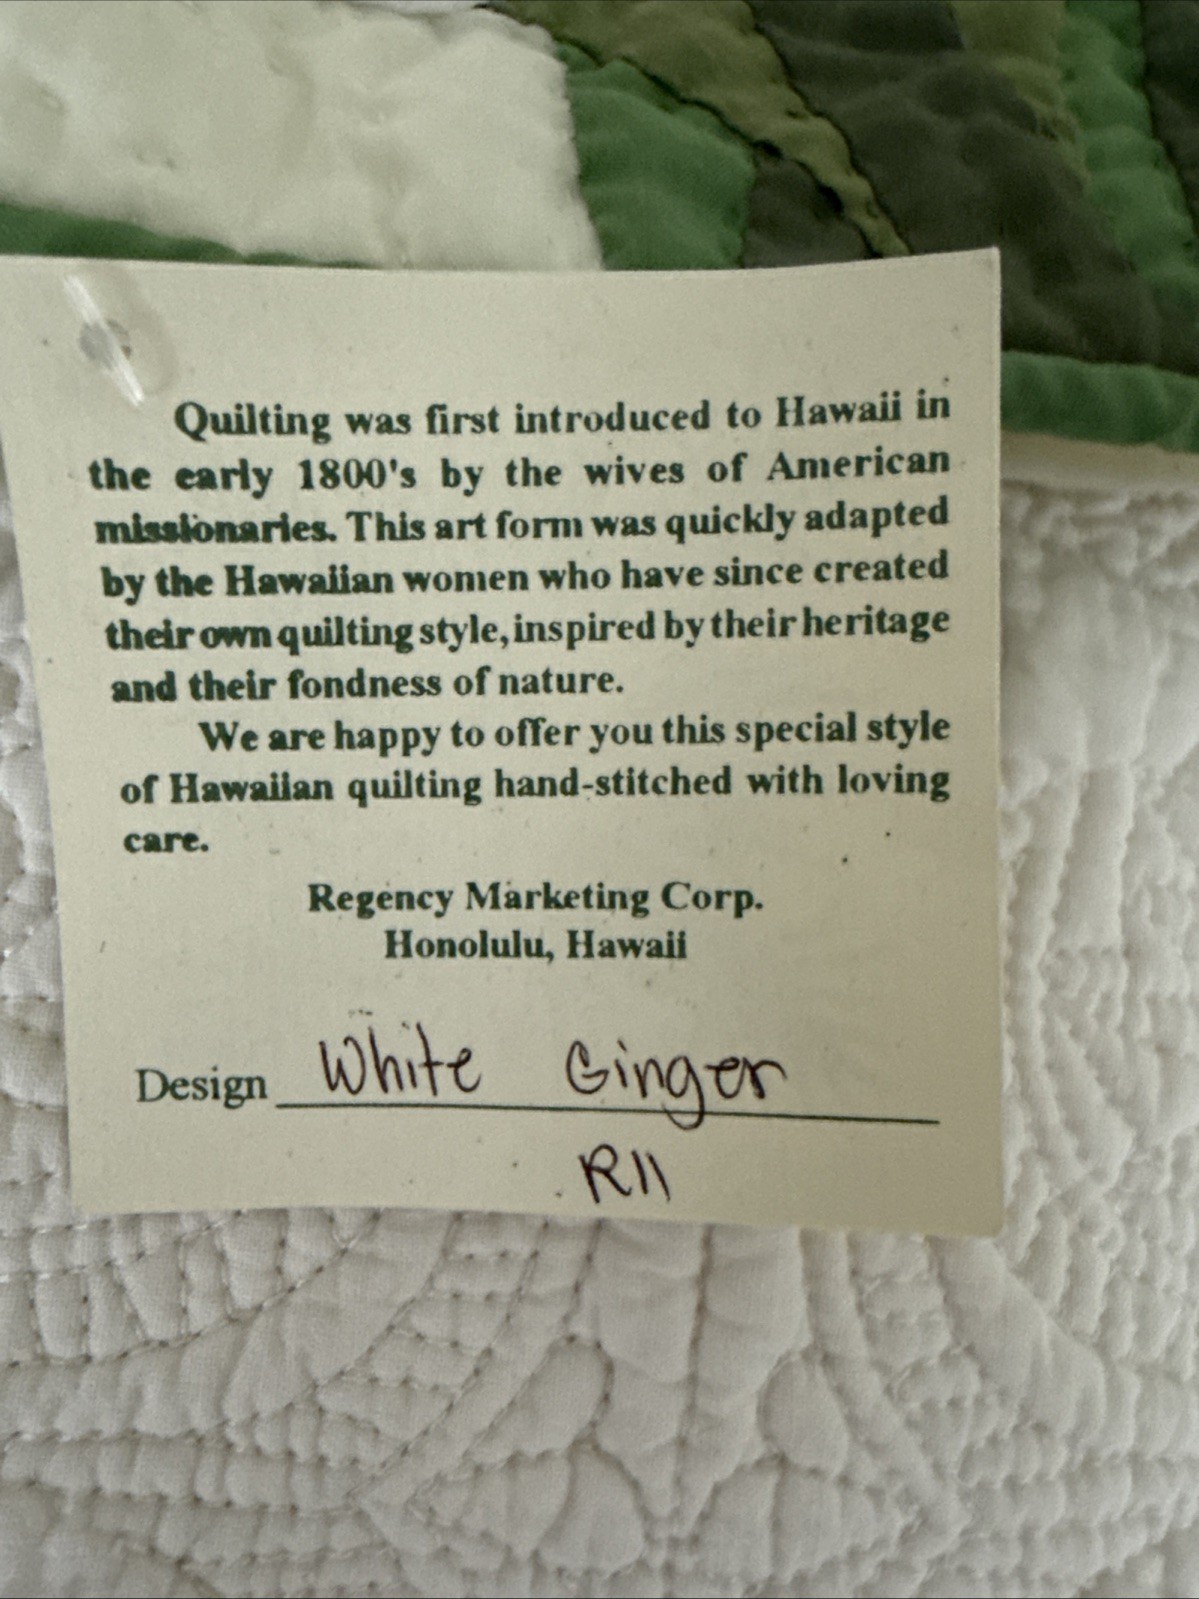 Quilting was first introduced to Hawaii in
the early 1800's by the wives of American
missionaries. This art form was quickly adapted
by the Hawaiian women who have since created
their own quilting style, inspired by their heritage
and their fondness of nature.
We are happy to offer you this special style
of Hawaiian quilting hand-stitched with loving
care.
Regency Marketing Corp.
Honolulu, Hawaii
Design White Ginger
R11